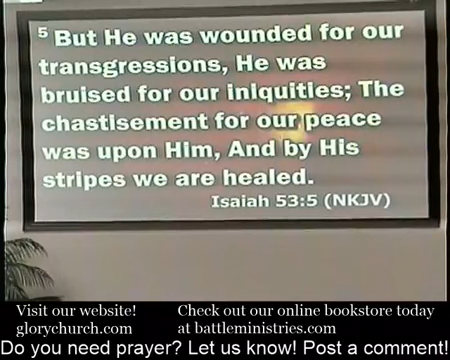 5 But He was wounded for our
transgressions, He was
bruised for our iniquities; The
chastisement for our peace
was upon Him, And by His
stripes we are healed.
Isaiah 53:5 (NKJV)
Visit our website! Check out our online bookstore today
glorychurch.com at battleministries.com
Do you need prayer? Let us know! Post a comment!